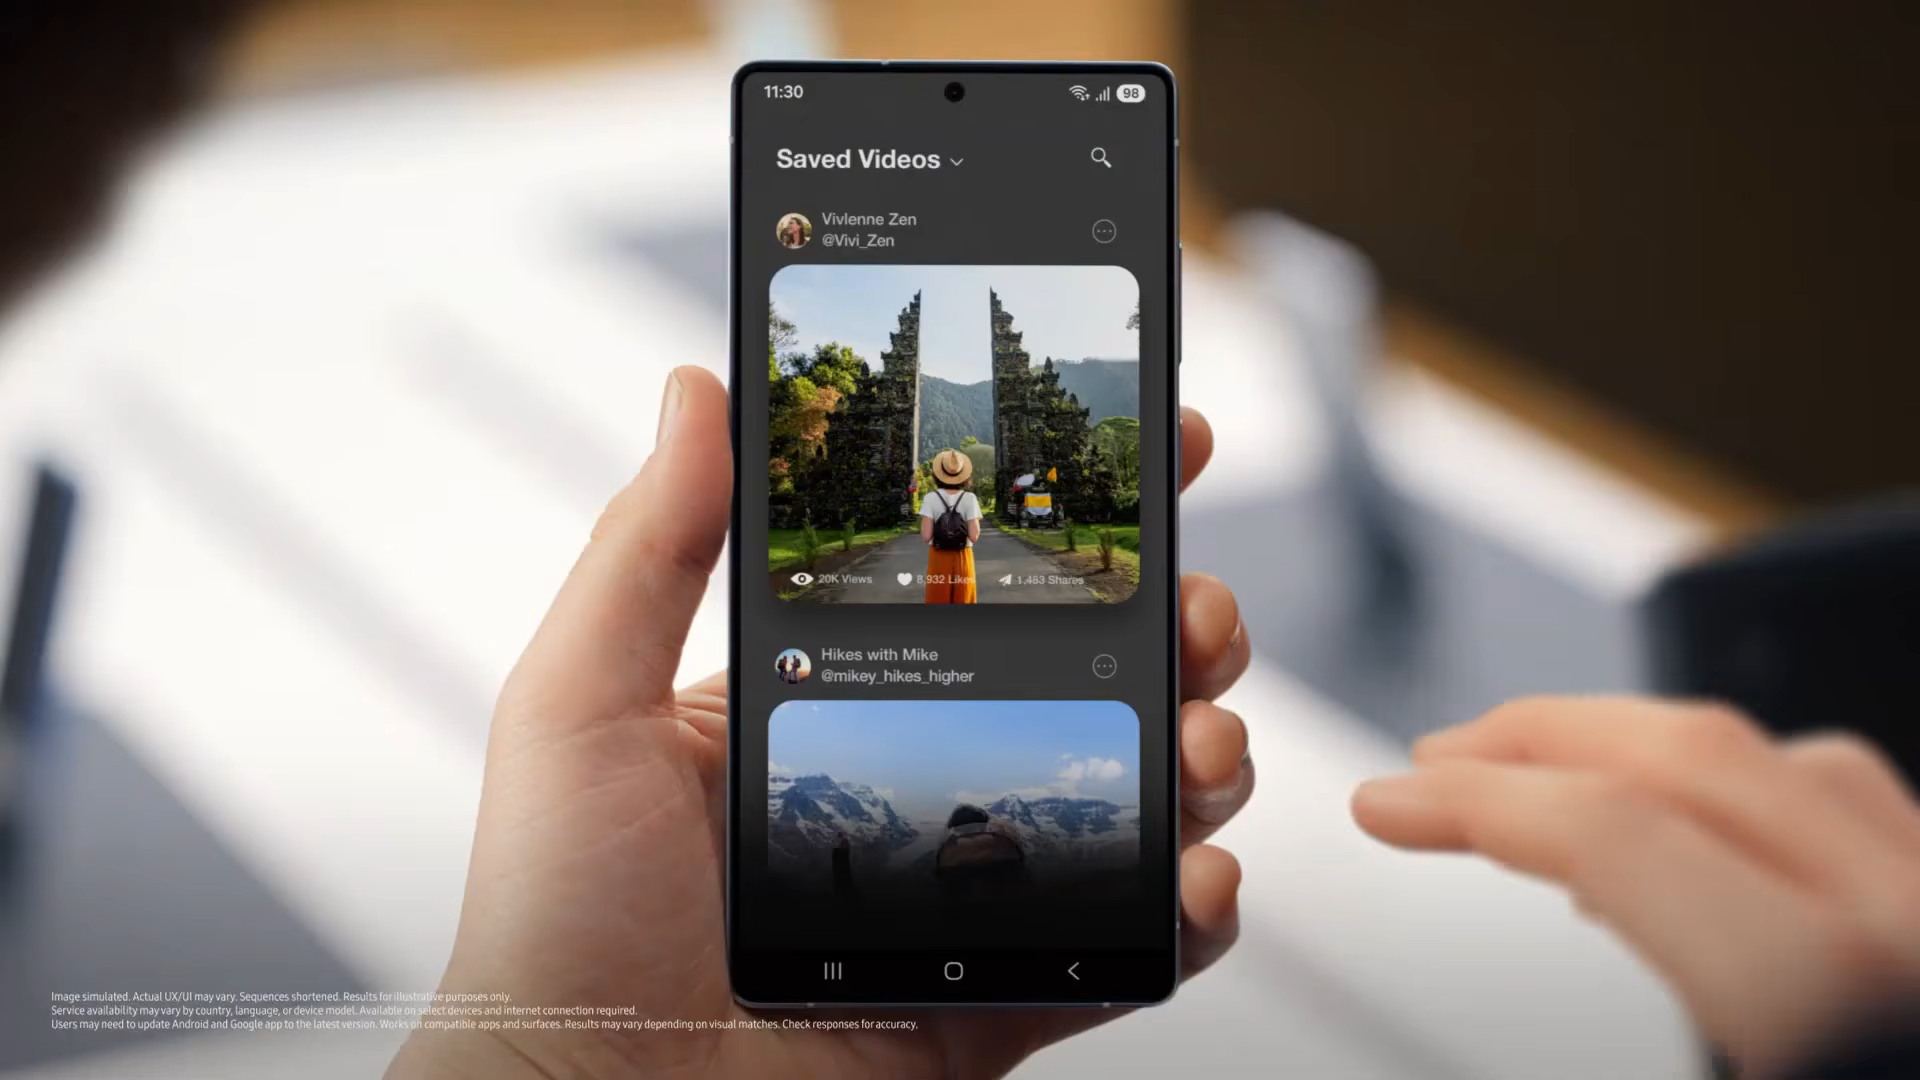 11:30
98
Saved Videos
Vivlenne Zen
@Vivi_Zen
20K Views 8,932 Likes 1,483 Shares
Hikes with Mike
@mikey_hikes_higher
Image simulated. Actual UX/UI may vary. Sequences shortened. Results for illustrative purposes only.
Service availability may vary by country, language, or device model. Available on select devices and internet connection required.
Users may need to update Android and Google app to the latest version. Works on compatible apps and surfaces. Results may vary depending on visual matches. Check responses for accuracy.